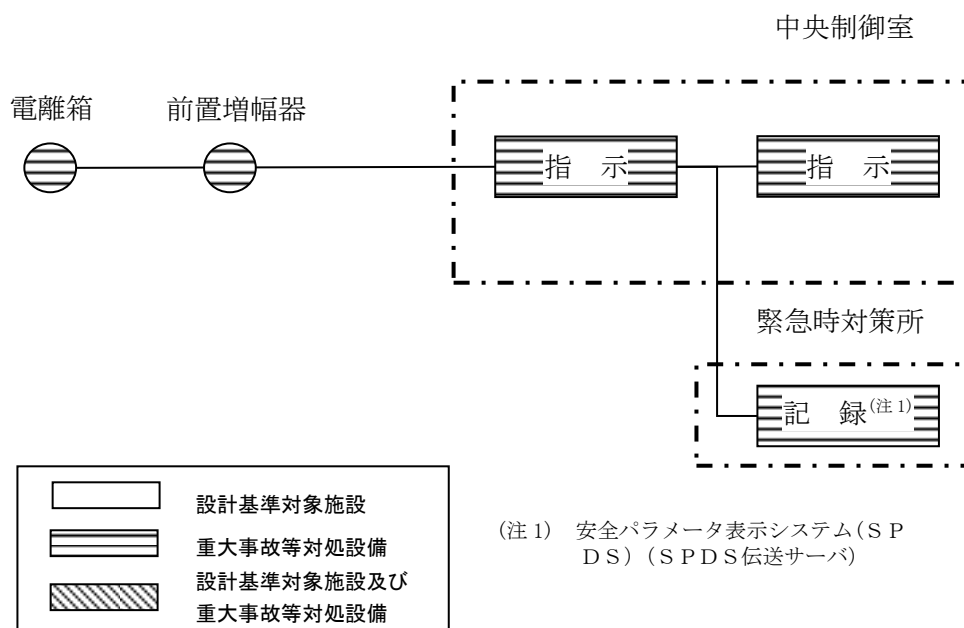 中央制御室
電離箱
前置増幅器
指　示
指　示
緊急時対策所
記　録(注1)
設計基準対象施設
重大事故等対処設備
設計基準対象施設及び
重大事故等対処設備
(注1)　安全パラメータ表示システム(ＳＰ
ＤＳ)(ＳＰＤＳ伝送サーバ)